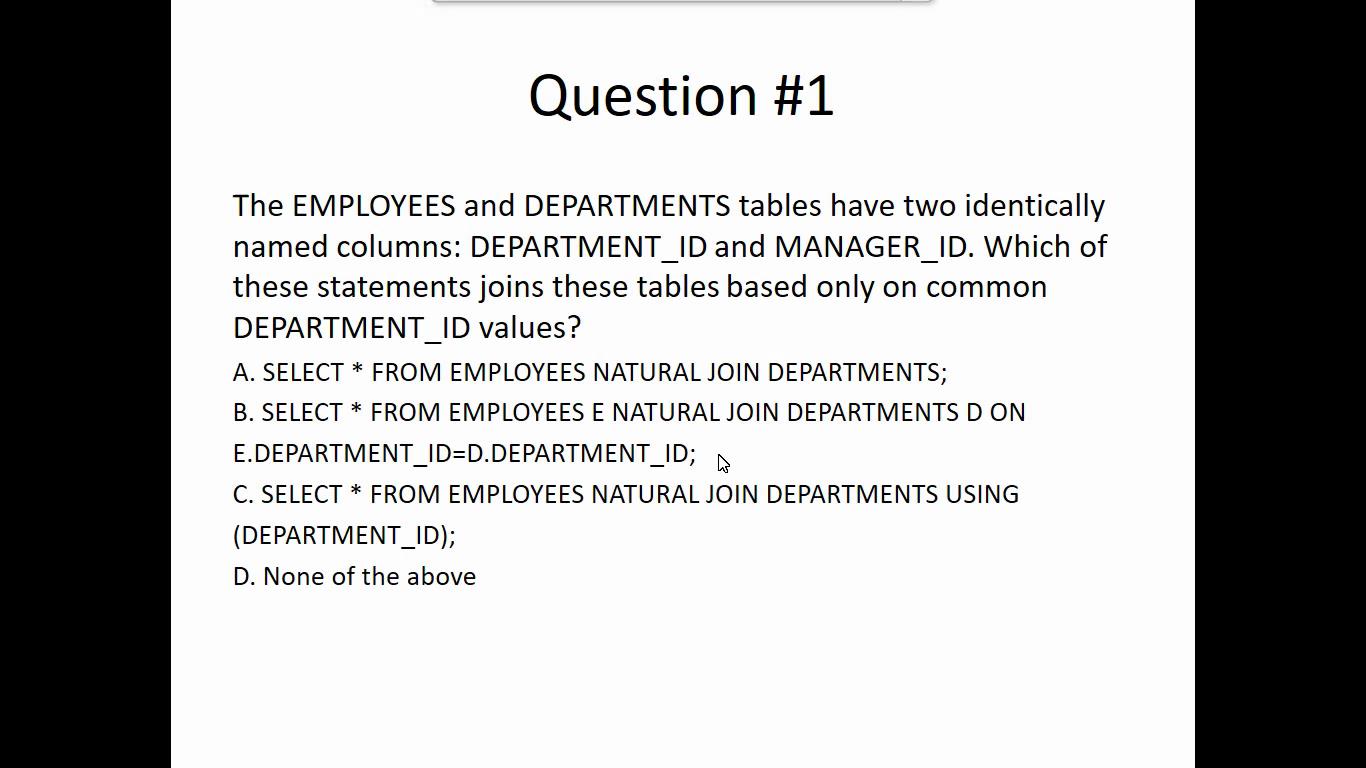 Question #1
The EMPLOYEES and DEPARTMENTS tables have two identically
named columns: DEPARTMENT_ID and MANAGER_ID. Which of
these statements joins these tables based only on common
DEPARTMENT_ID values?
A. SELECT * FROM EMPLOYEES NATURAL JOIN DEPARTMENTS;
B. SELECT * FROM EMPLOYEES E NATURAL JOIN DEPARTMENTS D ON
E.DEPARTMENT_ID=D.DEPARTMENT_ID;
C. SELECT * FROM EMPLOYEES NATURAL JOIN DEPARTMENTS USING
(DEPARTMENT_ID);
D. None of the above